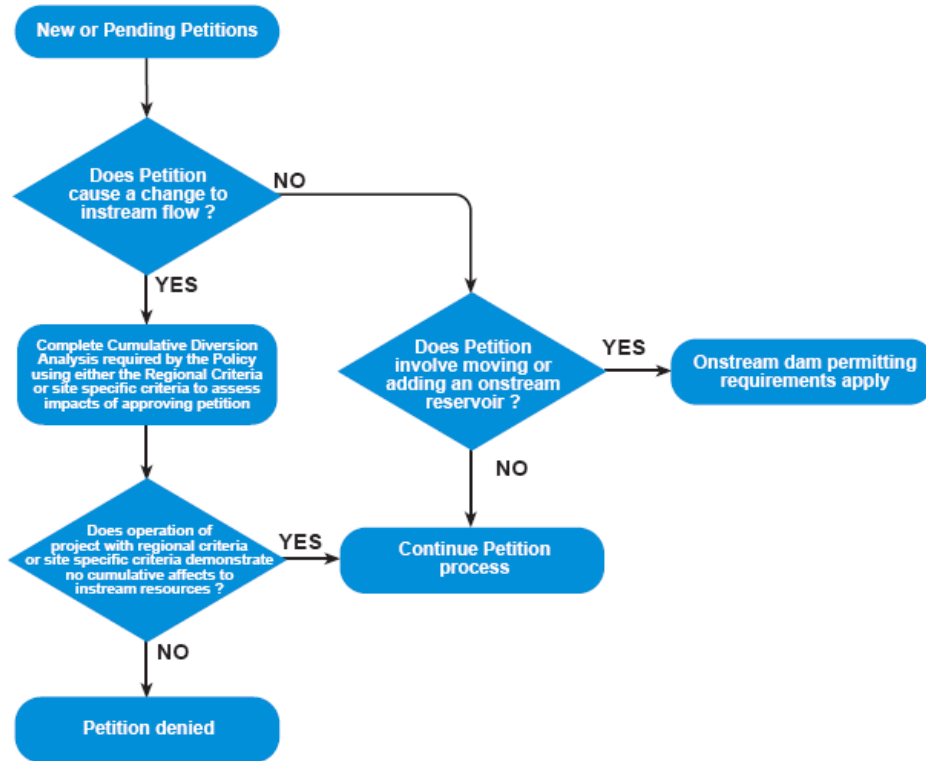 New or Pending Petitions
Does Petition
cause a change to
instream flow ?
NO
YES
Complete Cumulative Diversion
Analysis required by the Policy
using either the Regional Criteria
or site specific criteria to assess
impacts of approving petition
Does Petition
involve moving or
adding an onstream
reservoir ?
YES
Onstream dam permitting
requirements apply
NO
Does operation of
project with regional criteria
or site specific criteria demonstrate
no cumulative affects to
instream resources ?
YES
Continue Petition
process
NO
Petition denied